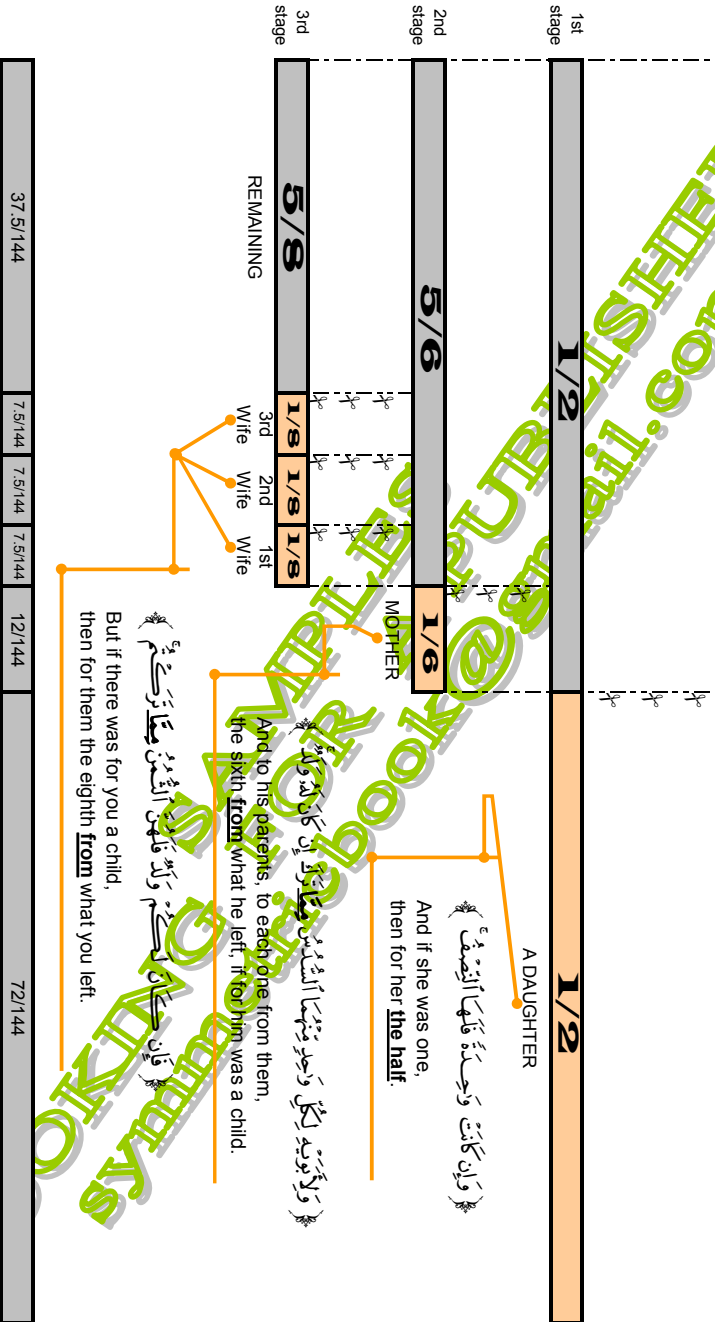 1st
stage
1/2
1/2
A DAUGHTER
﴿ وَإِن كَانَتْ وَٰحِدَةً فَلَهَا ٱلنِّصْفُ ۚ ﴾
And if she was one,
then for her the half.
2nd
stage
5/6
1/6
MOTHER
﴿ وَلِأَبَوَيْهِ لِكُلِّ وَٰحِدٍ مِّنْهُمَا ٱلسُّدُسُ مِمَّا تَرَكَ إِن كَانَ لَهُۥ وَلَدٌ ۚ ﴾
And to his parents, to each one from them,
the sixth from what he left, if for him was a child.
3rd
stage
5/8
1/8
1/8
1/8
REMAINING
3rd
Wife
2nd
Wife
1st
Wife
﴿ فَإِن كَانَ لَكُمْ وَلَدٌ فَلَهُنَّ ٱلثُّمُنُ مِمَّا تَرَكْتُم ۚ ﴾
But if there was for you a child,
then for them the eighth from what you left.
37.5/144
7.5/144
7.5/144
7.5/144
12/144
72/144
SAMPLES
FOR